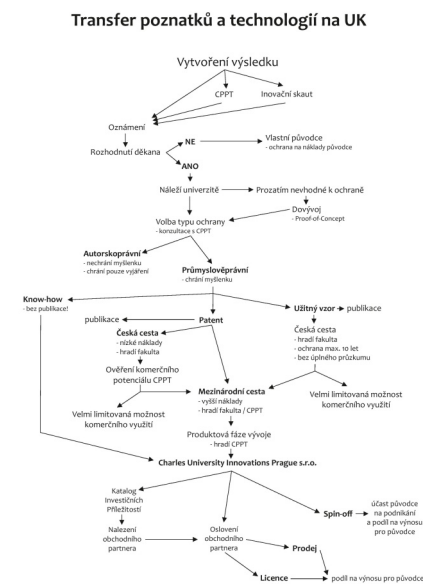 Transfer poznatků a technologií na UK
Vytvoření výsledku
CPPT
Inovační skaut
Oznámení
Rozhodnutí děkana
NE
ANO
Vlastní původce
- ochrana na náklady původce
Náleží univerzitě
Prozatím nevhodné k ochraně
Dovývoj
- Proof-of-Concept
Volba typu ochrany
- konzultace s CPPT
Autorskoprávní
- nechrání myšlenku
- chrání pouze vyjáření
Průmyslověprávní
- chrání myšlenku
Know-how
- bez publikace!
publikace
Patent
Užitný vzor
publikace
Česká cesta
- nízké náklady
- hradí fakulta
Česká cesta
- hradí fakulta
- ochrana max. 10 let
- bez úplného průzkumu
Ověření komerčního
potenciálu CPPT
Mezinárodní cesta
- vyšší náklady
- hradí fakulta / CPPT
Velmi limitovaná možnost
komerčního využití
Velmi limitovaná možnost
komerčního využití
Produktová fáze vývoje
- hradí CPPT
Charles University Innovations Prague s.r.o.
Katalog
Investičních
Příležitostí
Nalezení
obchodního
partnera
Oslovení
obchodního
partnera
Spin-off
účast původce
na podnikání
a podíl na výnosu
pro původce
Prodej
Licence
podíl na výnosu pro původce